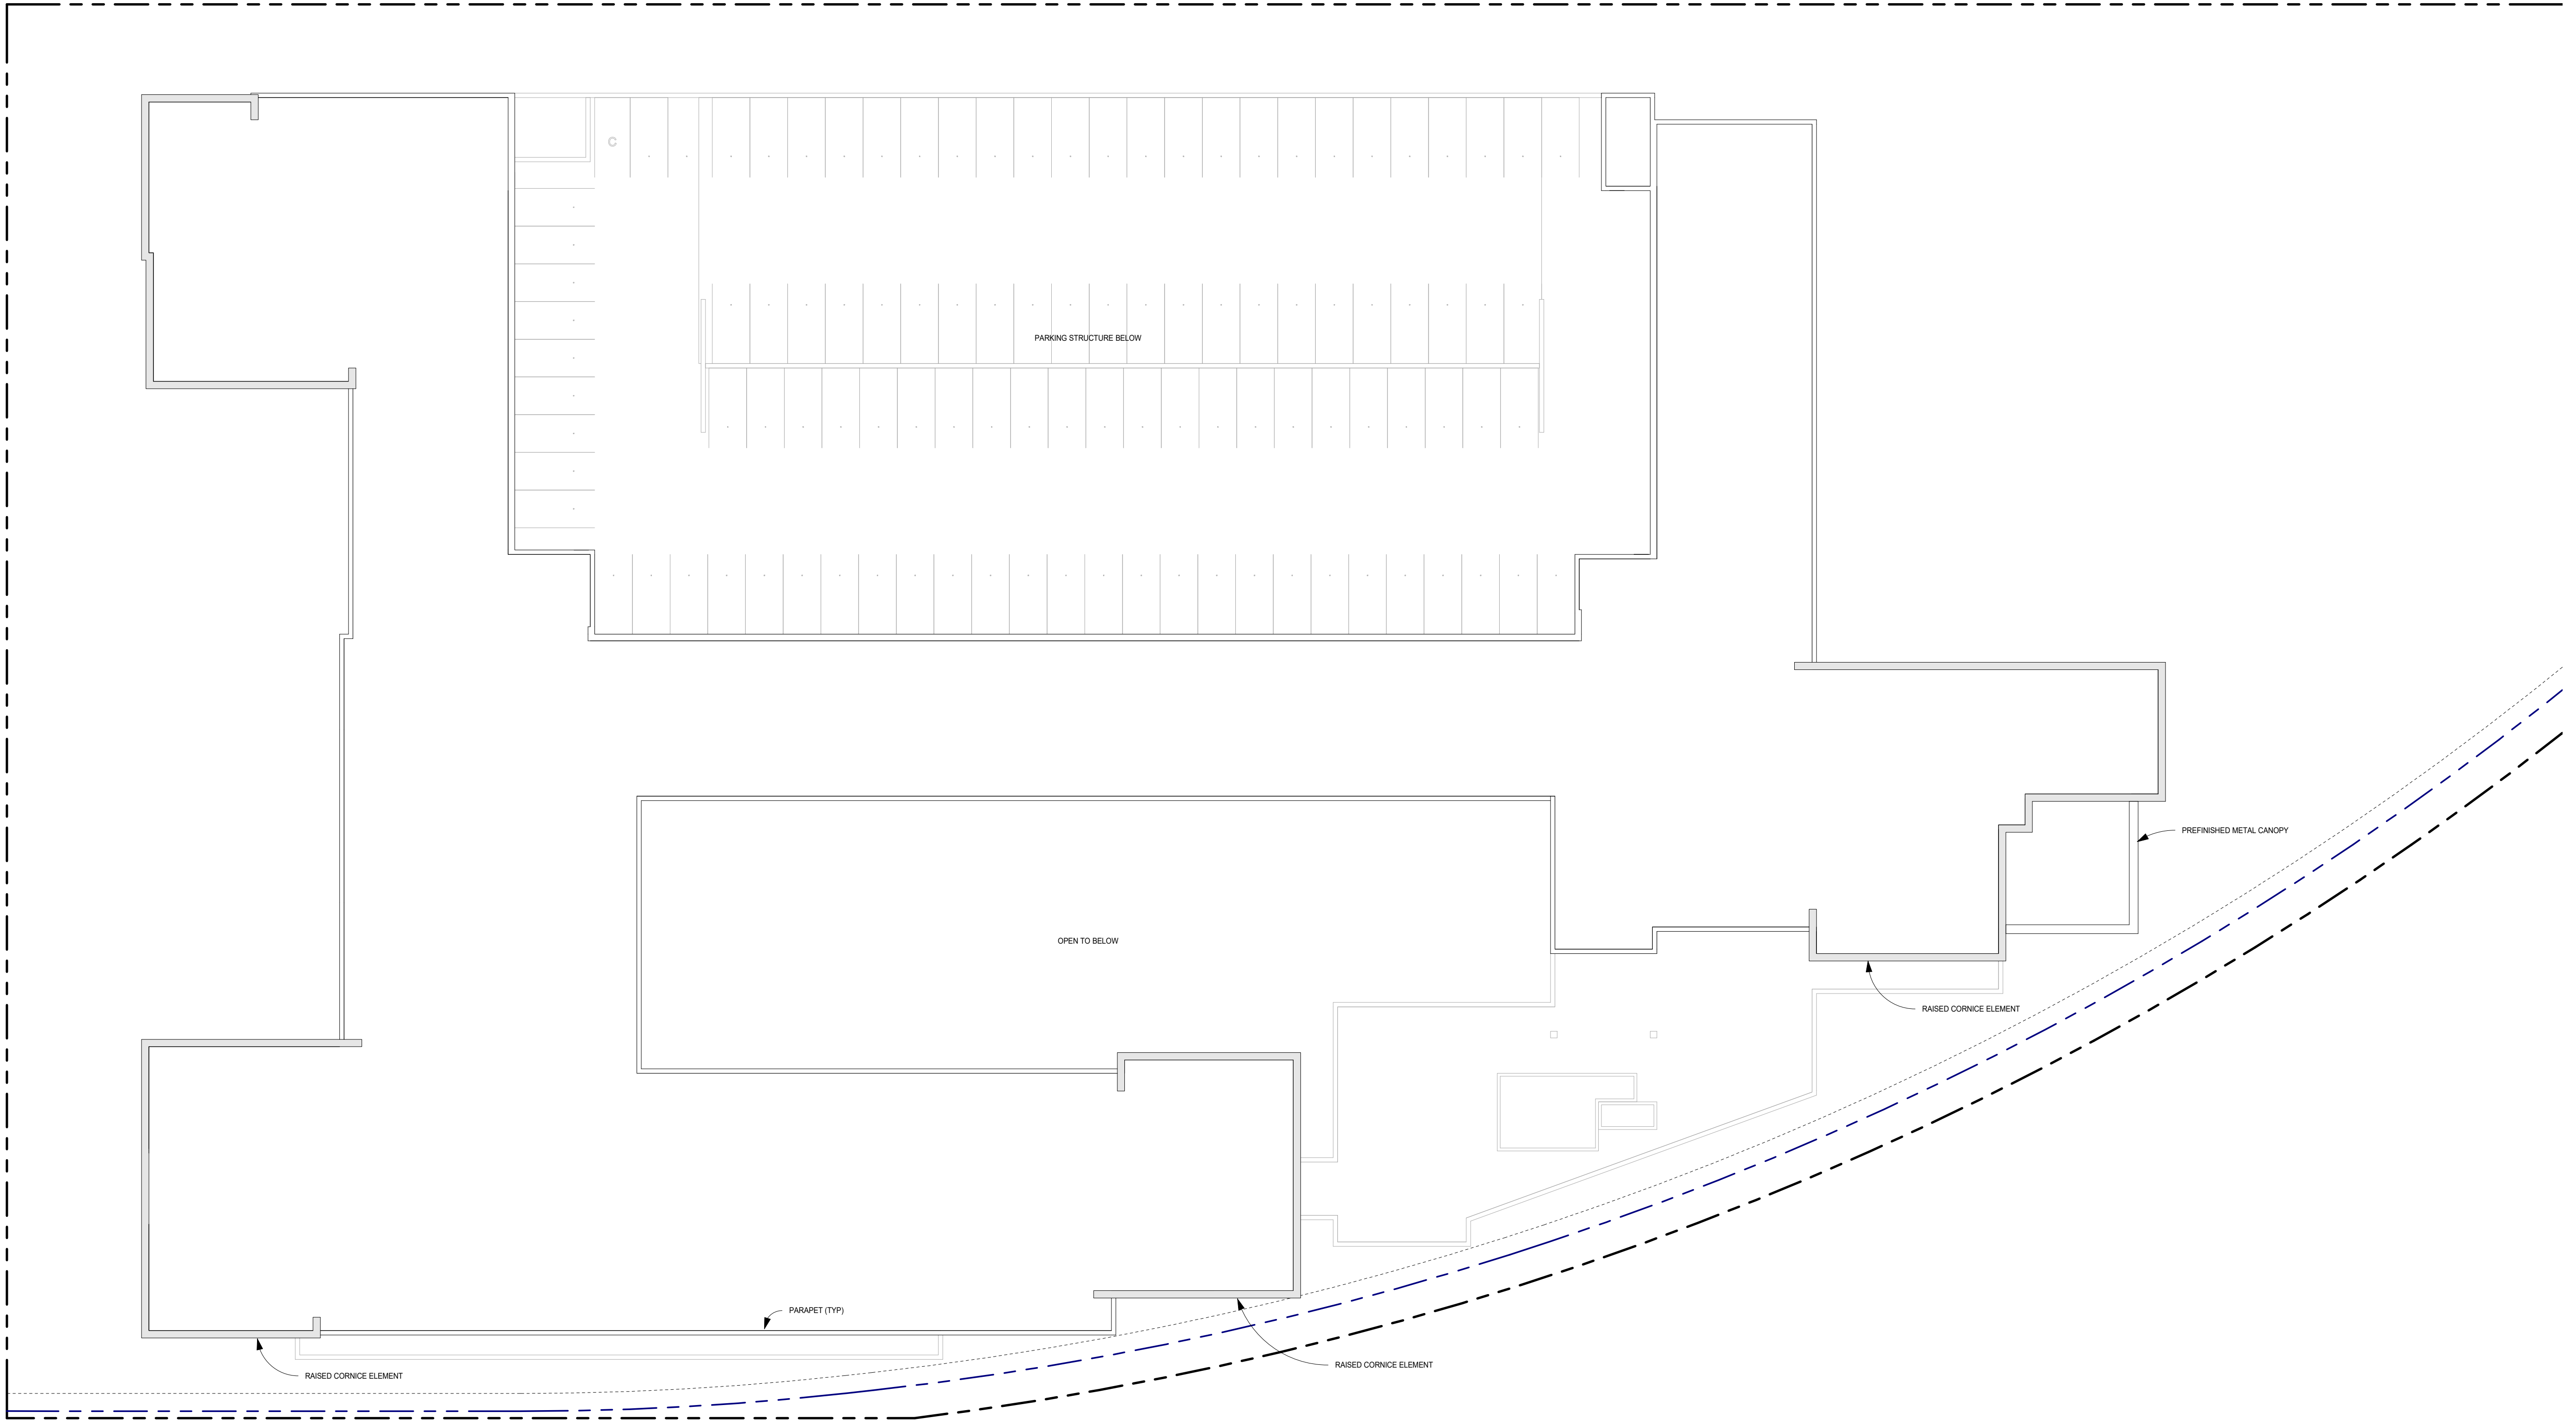 C
PARKING STRUCTURE BELOW
PREFINISHED METAL CANOPY
OPEN TO BELOW
RAISED CORNICE ELEMENT
PARAPET (TYP)
RAISED CORNICE ELEMENT
RAISED CORNICE ELEMENT